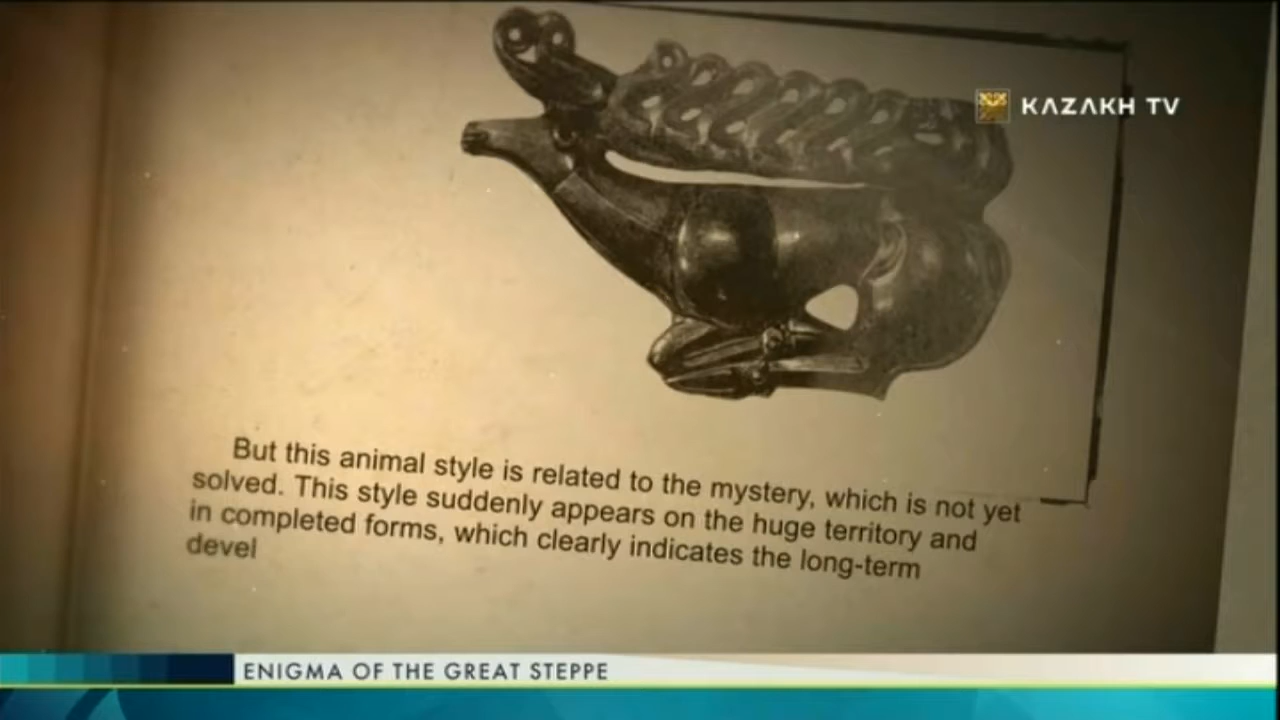 KAZAKH TV
But this animal style is related to the mystery, which is not yet
solved. This style suddenly appears on the huge territory and
in completed forms, which clearly indicates the long-term
devel
ENIGMA OF THE GREAT STEPPE